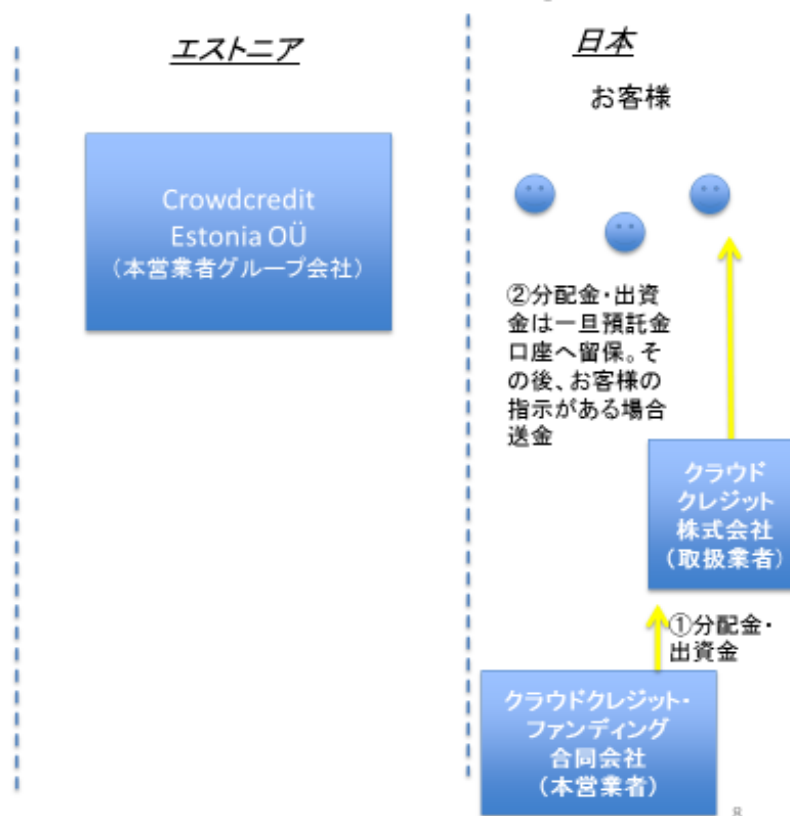 エストニア
日本
お客様
Crowdcredit
Estonia OÜ
(本営業者グループ会社)
②分配金・出資
金は一旦預託金
口座へ留保。そ
の後、お客様の
指示がある場合
送金
クラウド
クレジット
株式会社
(取扱業者)
①分配金・
出資金
クラウドクレジット・
ファンディング
合同会社
(本営業者)